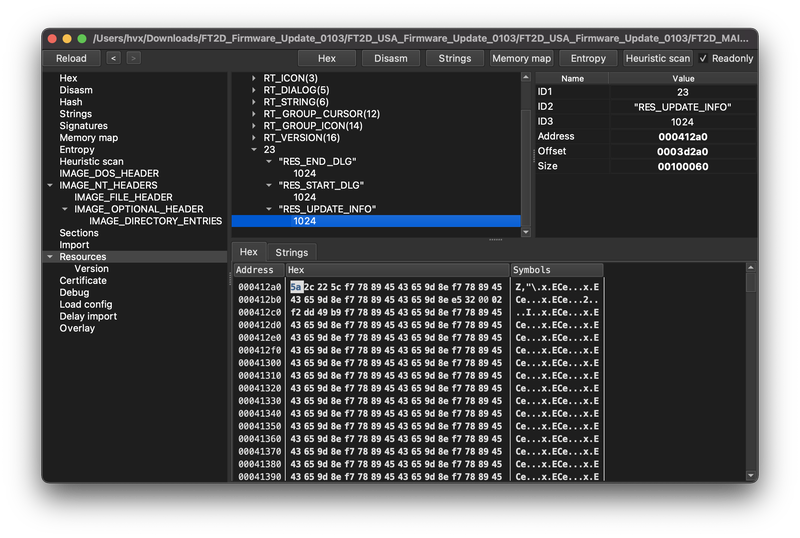 /Users/hvx/Downloads/FT2D_Firmware_Update_0103/FT2D_USA_Firmware_Update_0103/FT2D_USA_Firmware_Update_0103/FT2D_MAI...
Reload < > Hex Disasm Strings Memory map Entropy Heuristic scan ✓ Readonly
Hex
Disasm
Hash
Strings
Signatures
Memory map
Entropy
Heuristic scan
IMAGE_DOS_HEADER
IMAGE_NT_HEADERS
IMAGE_FILE_HEADER
IMAGE_OPTIONAL_HEADER
IMAGE_DIRECTORY_ENTRIES
Sections
Import
Resources
Version
Certificate
Debug
Load config
Delay import
Overlay
RT_ICON(3)
RT_DIALOG(5)
RT_STRING(6)
RT_GROUP_CURSOR(12)
RT_GROUP_ICON(14)
RT_VERSION(16)
23
"RES_END_DLG"
1024
"RES_START_DLG"
1024
"RES_UPDATE_INFO"
1024
Name Value
ID1 23
ID2 "RES_UPDATE_INFO"
ID3 1024
Address 000412a0
Offset 0003d2a0
Size 00100060
Hex Strings
Address Hex Symbols
000412a0 5a 2c 22 5c f7 78 89 45 43 65 9d 8e f7 78 89 45 Z,"\.x.ECe...x.E
000412b0 43 65 9d 8e f7 78 89 45 43 65 9d 8e e5 32 00 02 Ce...x.ECe...2..
000412c0 f2 dd 49 b9 f7 78 89 45 43 65 9d 8e f7 78 89 45 ..I..x.ECe...x.E
000412d0 43 65 9d 8e f7 78 89 45 43 65 9d 8e f7 78 89 45 Ce...x.ECe...x.E
000412e0 43 65 9d 8e f7 78 89 45 43 65 9d 8e f7 78 89 45 Ce...x.ECe...x.E
000412f0 43 65 9d 8e f7 78 89 45 43 65 9d 8e f7 78 89 45 Ce...x.ECe...x.E
00041300 43 65 9d 8e f7 78 89 45 43 65 9d 8e f7 78 89 45 Ce...x.ECe...x.E
00041310 43 65 9d 8e f7 78 89 45 43 65 9d 8e f7 78 89 45 Ce...x.ECe...x.E
00041320 43 65 9d 8e f7 78 89 45 43 65 9d 8e f7 78 89 45 Ce...x.ECe...x.E
00041330 43 65 9d 8e f7 78 89 45 43 65 9d 8e f7 78 89 45 Ce...x.ECe...x.E
00041340 43 65 9d 8e f7 78 89 45 43 65 9d 8e f7 78 89 45 Ce...x.ECe...x.E
00041350 43 65 9d 8e f7 78 89 45 43 65 9d 8e f7 78 89 45 Ce...x.ECe...x.E
00041360 43 65 9d 8e f7 78 89 45 43 65 9d 8e f7 78 89 45 Ce...x.ECe...x.E
00041370 43 65 9d 8e f7 78 89 45 43 65 9d 8e f7 78 89 45 Ce...x.ECe...x.E
00041380 43 65 9d 8e f7 78 89 45 43 65 9d 8e f7 78 89 45 Ce...x.ECe...x.E
00041390 43 65 9d 8e f7 78 89 45 43 65 9d 8e f7 78 89 45 Ce...x.ECe...x.E